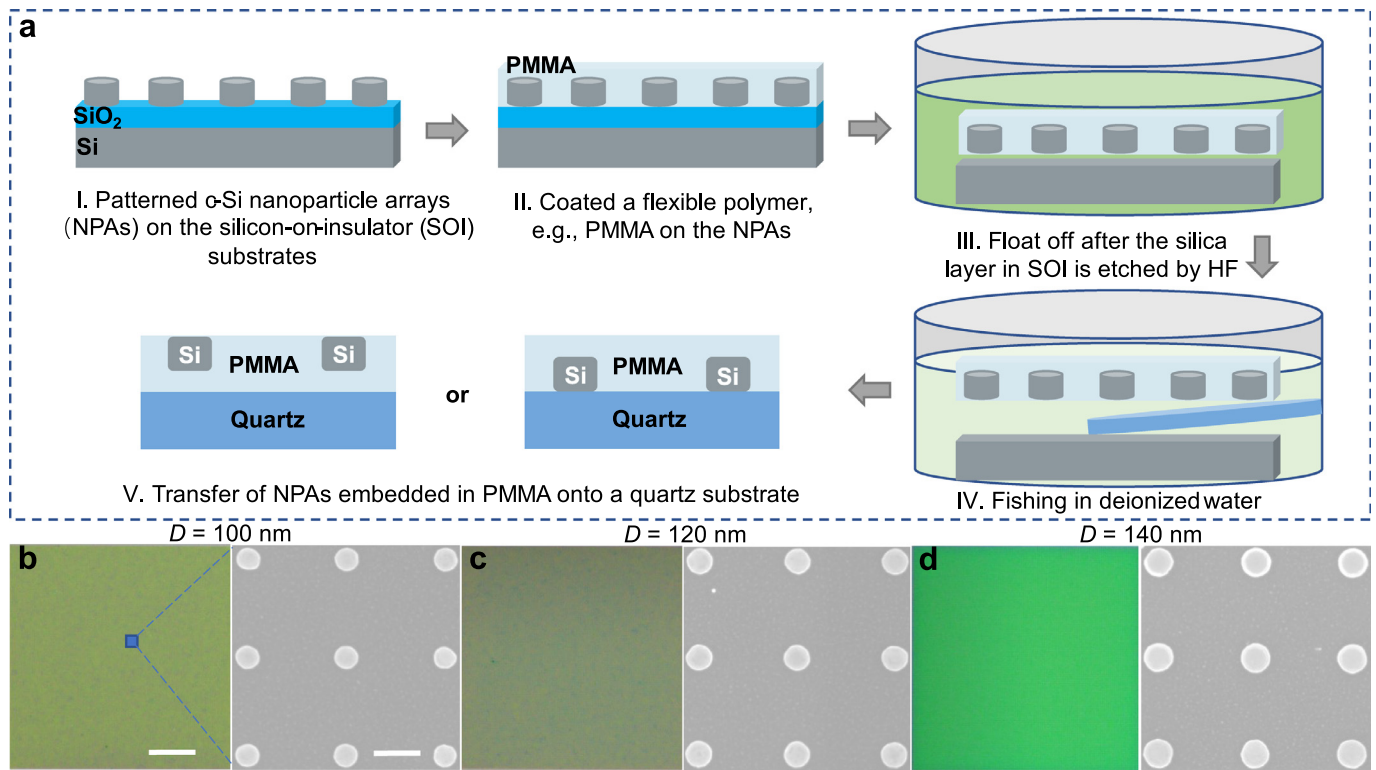 a
PMMA
SiO2
Si
I. Patterned c-Si nanoparticle arrays
(NPAs) on the silicon-on-insulator (SOI)
substrates
II. Coated a flexible polymer,
e.g., PMMA on the NPAs
III. Float off after the silica
layer in SOI is etched by HF
Si
PMMA
Si
Quartz
or
Si
PMMA
Si
Quartz
V. Transfer of NPAs embedded in PMMA onto a quartz substrate
IV. Fishing in deionized water
D = 100 nm
D = 120 nm
D = 140 nm
b
c
d